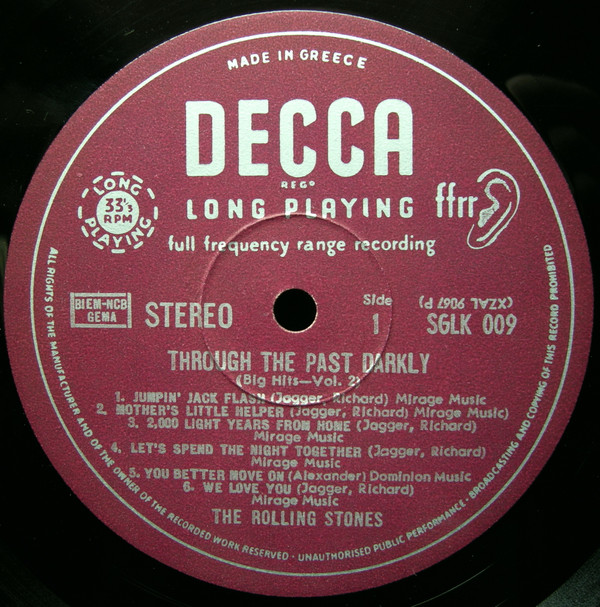 MADE IN GREECE
DECCA
REGº
LONG PLAYING
LONG
33⅓
RPM
PLAYING
ffrr
full frequency range recording
BIEM-NCB
GEMA
STEREO
Side
1
(XZAL 9067 P)
SGLK 009
THROUGH THE PAST DARKLY
(Big Hits—Vol. 2)
1. JUMPIN' JACK FLASH (Jagger, Richard) Mirage Music
2. MOTHER'S LITTLE HELPER (Jagger, Richard) Mirage Music)
3. 2,000 LIGHT YEARS FROM HOME (Jagger, Richard)
Mirage Music
4. LET'S SPEND THE NIGHT TOGETHER (Jagger, Richard)
Mirage Music
5. YOU BETTER MOVE ON (Alexander) Dominion Music
6. WE LOVE YOU (Jagger, Richard)
Mirage Music
THE ROLLING STONES
ALL RIGHTS OF THE MANUFACTURER AND OF THE OWNER OF THE RECORDED WORK RESERVED · UNAUTHORISED PUBLIC PERFORMANCE · BROADCASTING AND COPYING OF THIS RECORD PROHIBITED